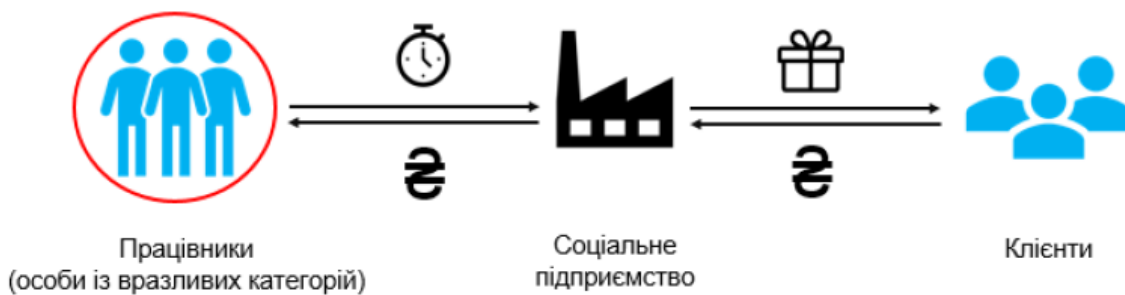 ₴
₴
Працівники
(особи із вразливих категорій)
Соціальне
підприємство
Клієнти